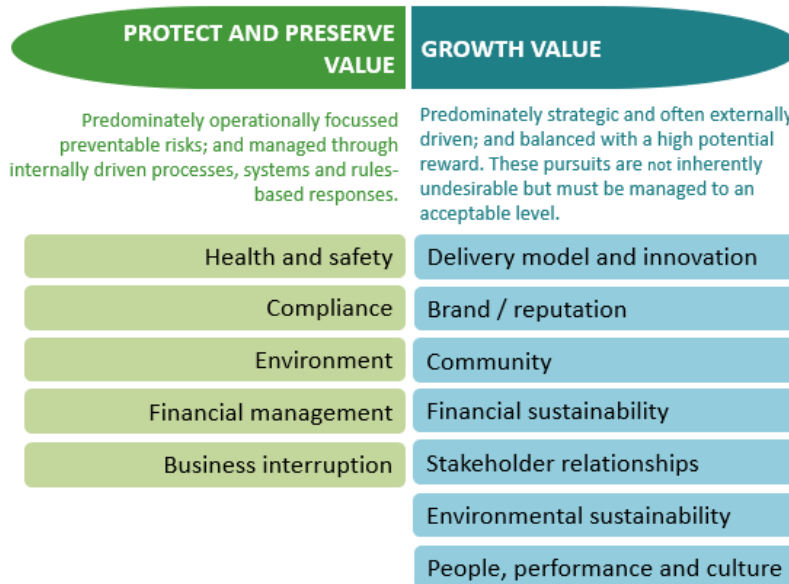 PROTECT AND PRESERVE
VALUE
Predominately operationally focussed
preventable risks; and managed through
internally driven processes, systems and rules-
based responses.
Health and safety
Compliance
Environment
Financial management
Business interruption
GROWTH VALUE
Predominately strategic and often externally
driven; and balanced with a high potential
reward. These pursuits are not inherently
undesirable but must be managed to an
acceptable level.
Delivery model and innovation
Brand / reputation
Community
Financial sustainability
Stakeholder relationships
Environmental sustainability
People, performance and culture